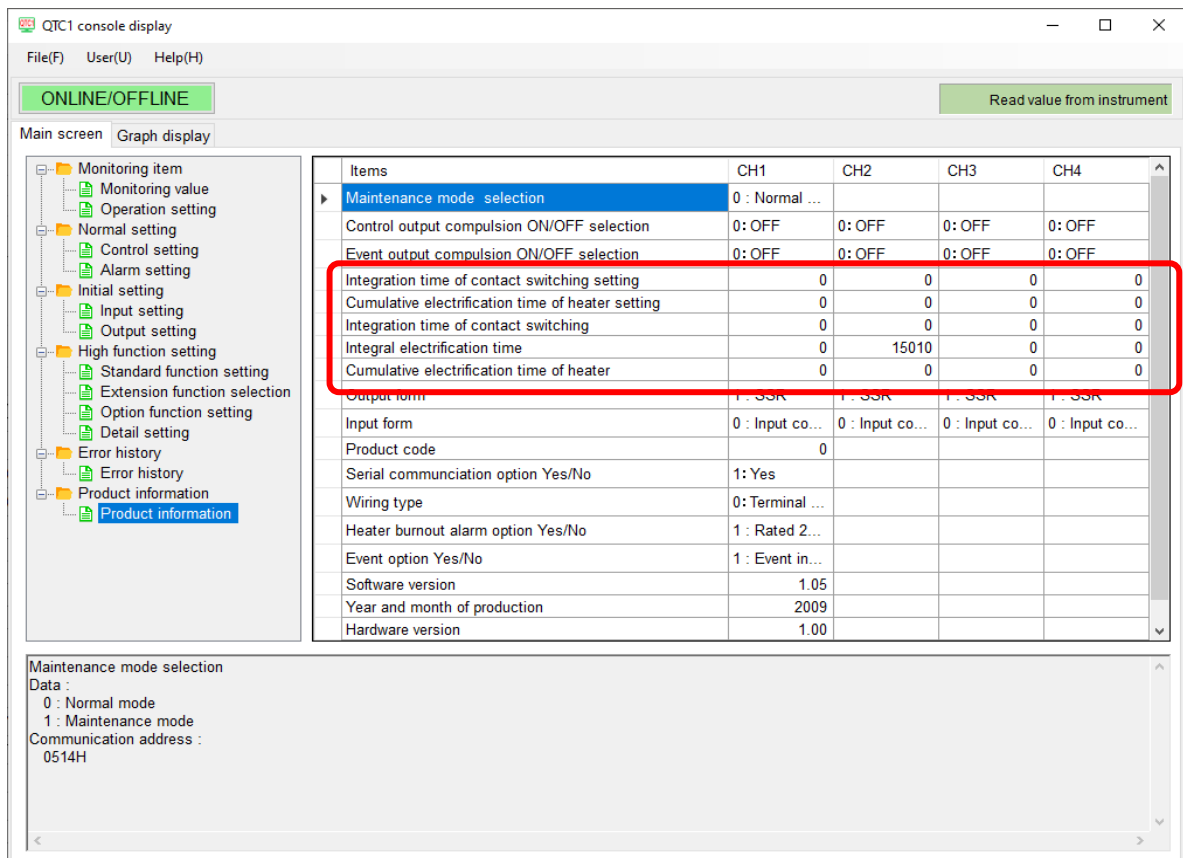 QTC1 console display
File(F) User(U) Help(H)
ONLINE/OFFLINE
Read value from instrument
Main screen Graph display
Monitoring item
Monitoring value
Operation setting
Normal setting
Control setting
Alarm setting
Initial setting
Input setting
Output setting
High function setting
Standard function setting
Extension function selection
Option function setting
Detail setting
Error history
Error history
Product information
Product information
Items CH1 CH2 CH3 CH4
Maintenance mode selection 0 : Normal ...
Control output compulsion ON/OFF selection 0: OFF 0: OFF 0: OFF 0: OFF
Event output compulsion ON/OFF selection 0: OFF 0: OFF 0: OFF 0: OFF
Integration time of contact switching setting 0 0 0 0
Cumulative electrification time of heater setting 0 0 0 0
Integration time of contact switching 0 0 0 0
Integral electrification time 0 15010 0 0
Cumulative electrification time of heater 0 0 0 0
Output form 1 : SSR 1 : SSR 1 : SSR 1 : SSR
Input form 0 : Input co... 0 : Input co... 0 : Input co... 0 : Input co...
Product code 0
Serial communciation option Yes/No 1: Yes
Wiring type 0: Terminal ...
Heater burnout alarm option Yes/No 1 : Rated 2...
Event option Yes/No 1 : Event in...
Software version 1.05
Year and month of production 2009
Hardware version 1.00
Maintenance mode selection
Data :
0 : Normal mode
1 : Maintenance mode
Communication address :
0514H